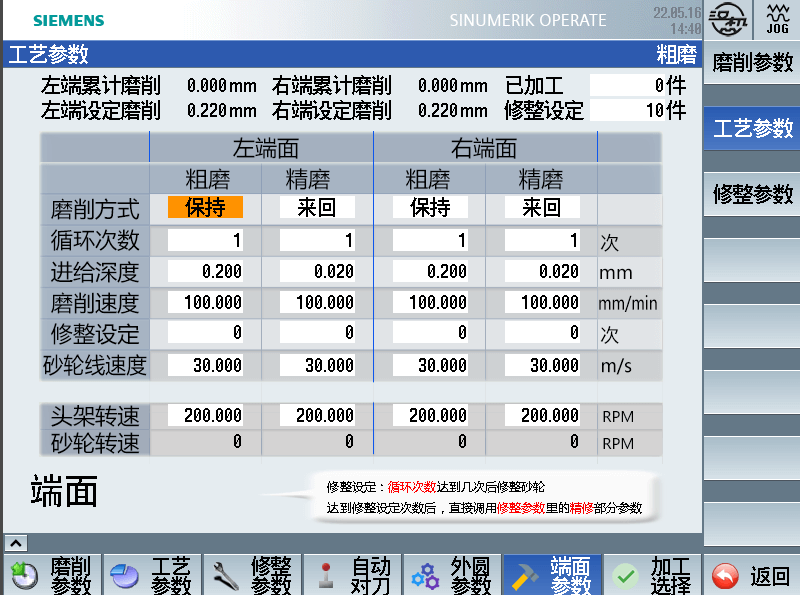 SIEMENS
SINUMERIK OPERATE
22.05.16
14:48
JOG
工艺参数 粗磨
左端累计磨削 0.000mm 右端累计磨削 0.000mm 已加工 0件
左端设定磨削 0.220mm 右端设定磨削 0.220mm 修整设定 10件
左端面 右端面
粗磨 精磨 粗磨 精磨
磨削方式 保持 来回 保持 来回
循环次数 1 1 1 1 次
进给深度 0.200 0.020 0.200 0.020 mm
磨削速度 100.000 100.000 100.000 100.000 mm/min
修整设定 0 0 0 0 次
砂轮线速度 30.000 30.000 30.000 30.000 m/s
头架转速 200.000 200.000 200.000 200.000 RPM
砂轮转速 0 0 0 0 RPM
端面
修整设定：循环次数达到几次后修整砂轮
达到修整设定次数后，直接调用修整参数里的精修部分参数
磨削参数
工艺参数
修整参数
磨削
参数
工艺
参数
修整
参数
自动
对刀
外圆
参数
端面
参数
加工
选择
返回